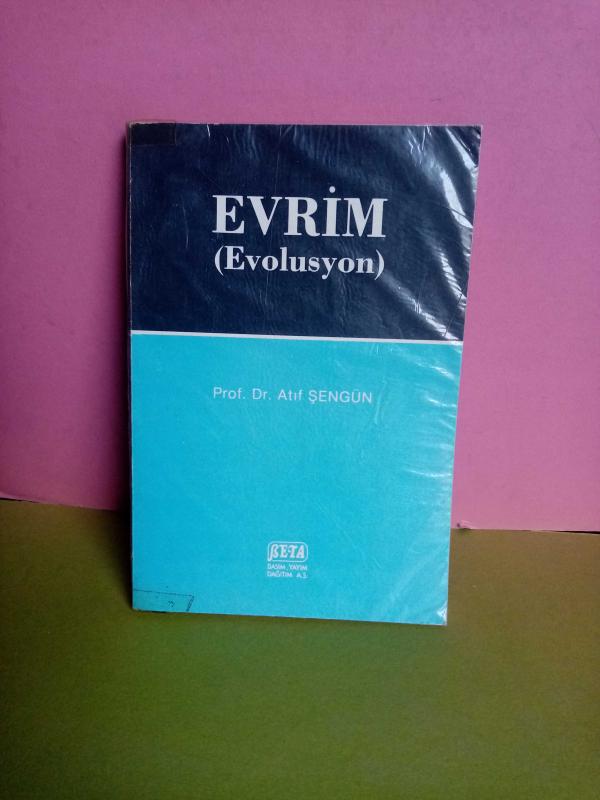 EVRİM
(Evolusyon)
Prof. Dr. Atıf ŞENGÜN
BETA
BASIM YAYIM
DAĞITIM A.Ş.